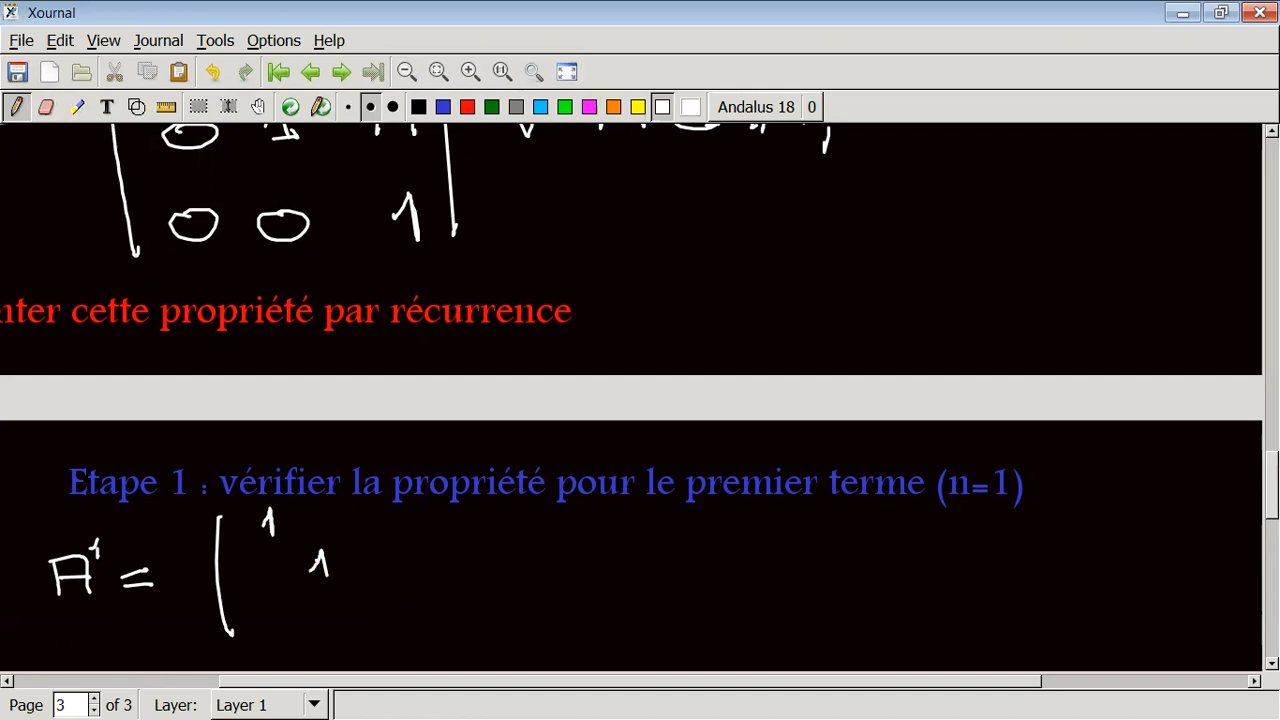 Xournal
File Edit View Journal Tools Options Help
Andalus 18 0
0 0 1
nter cette propriété par récurrence
Etape 1 : vérifier la propriété pour le premier terme (n=1)
1
A¹ = ( 1
Page 3 of 3 Layer: Layer 1